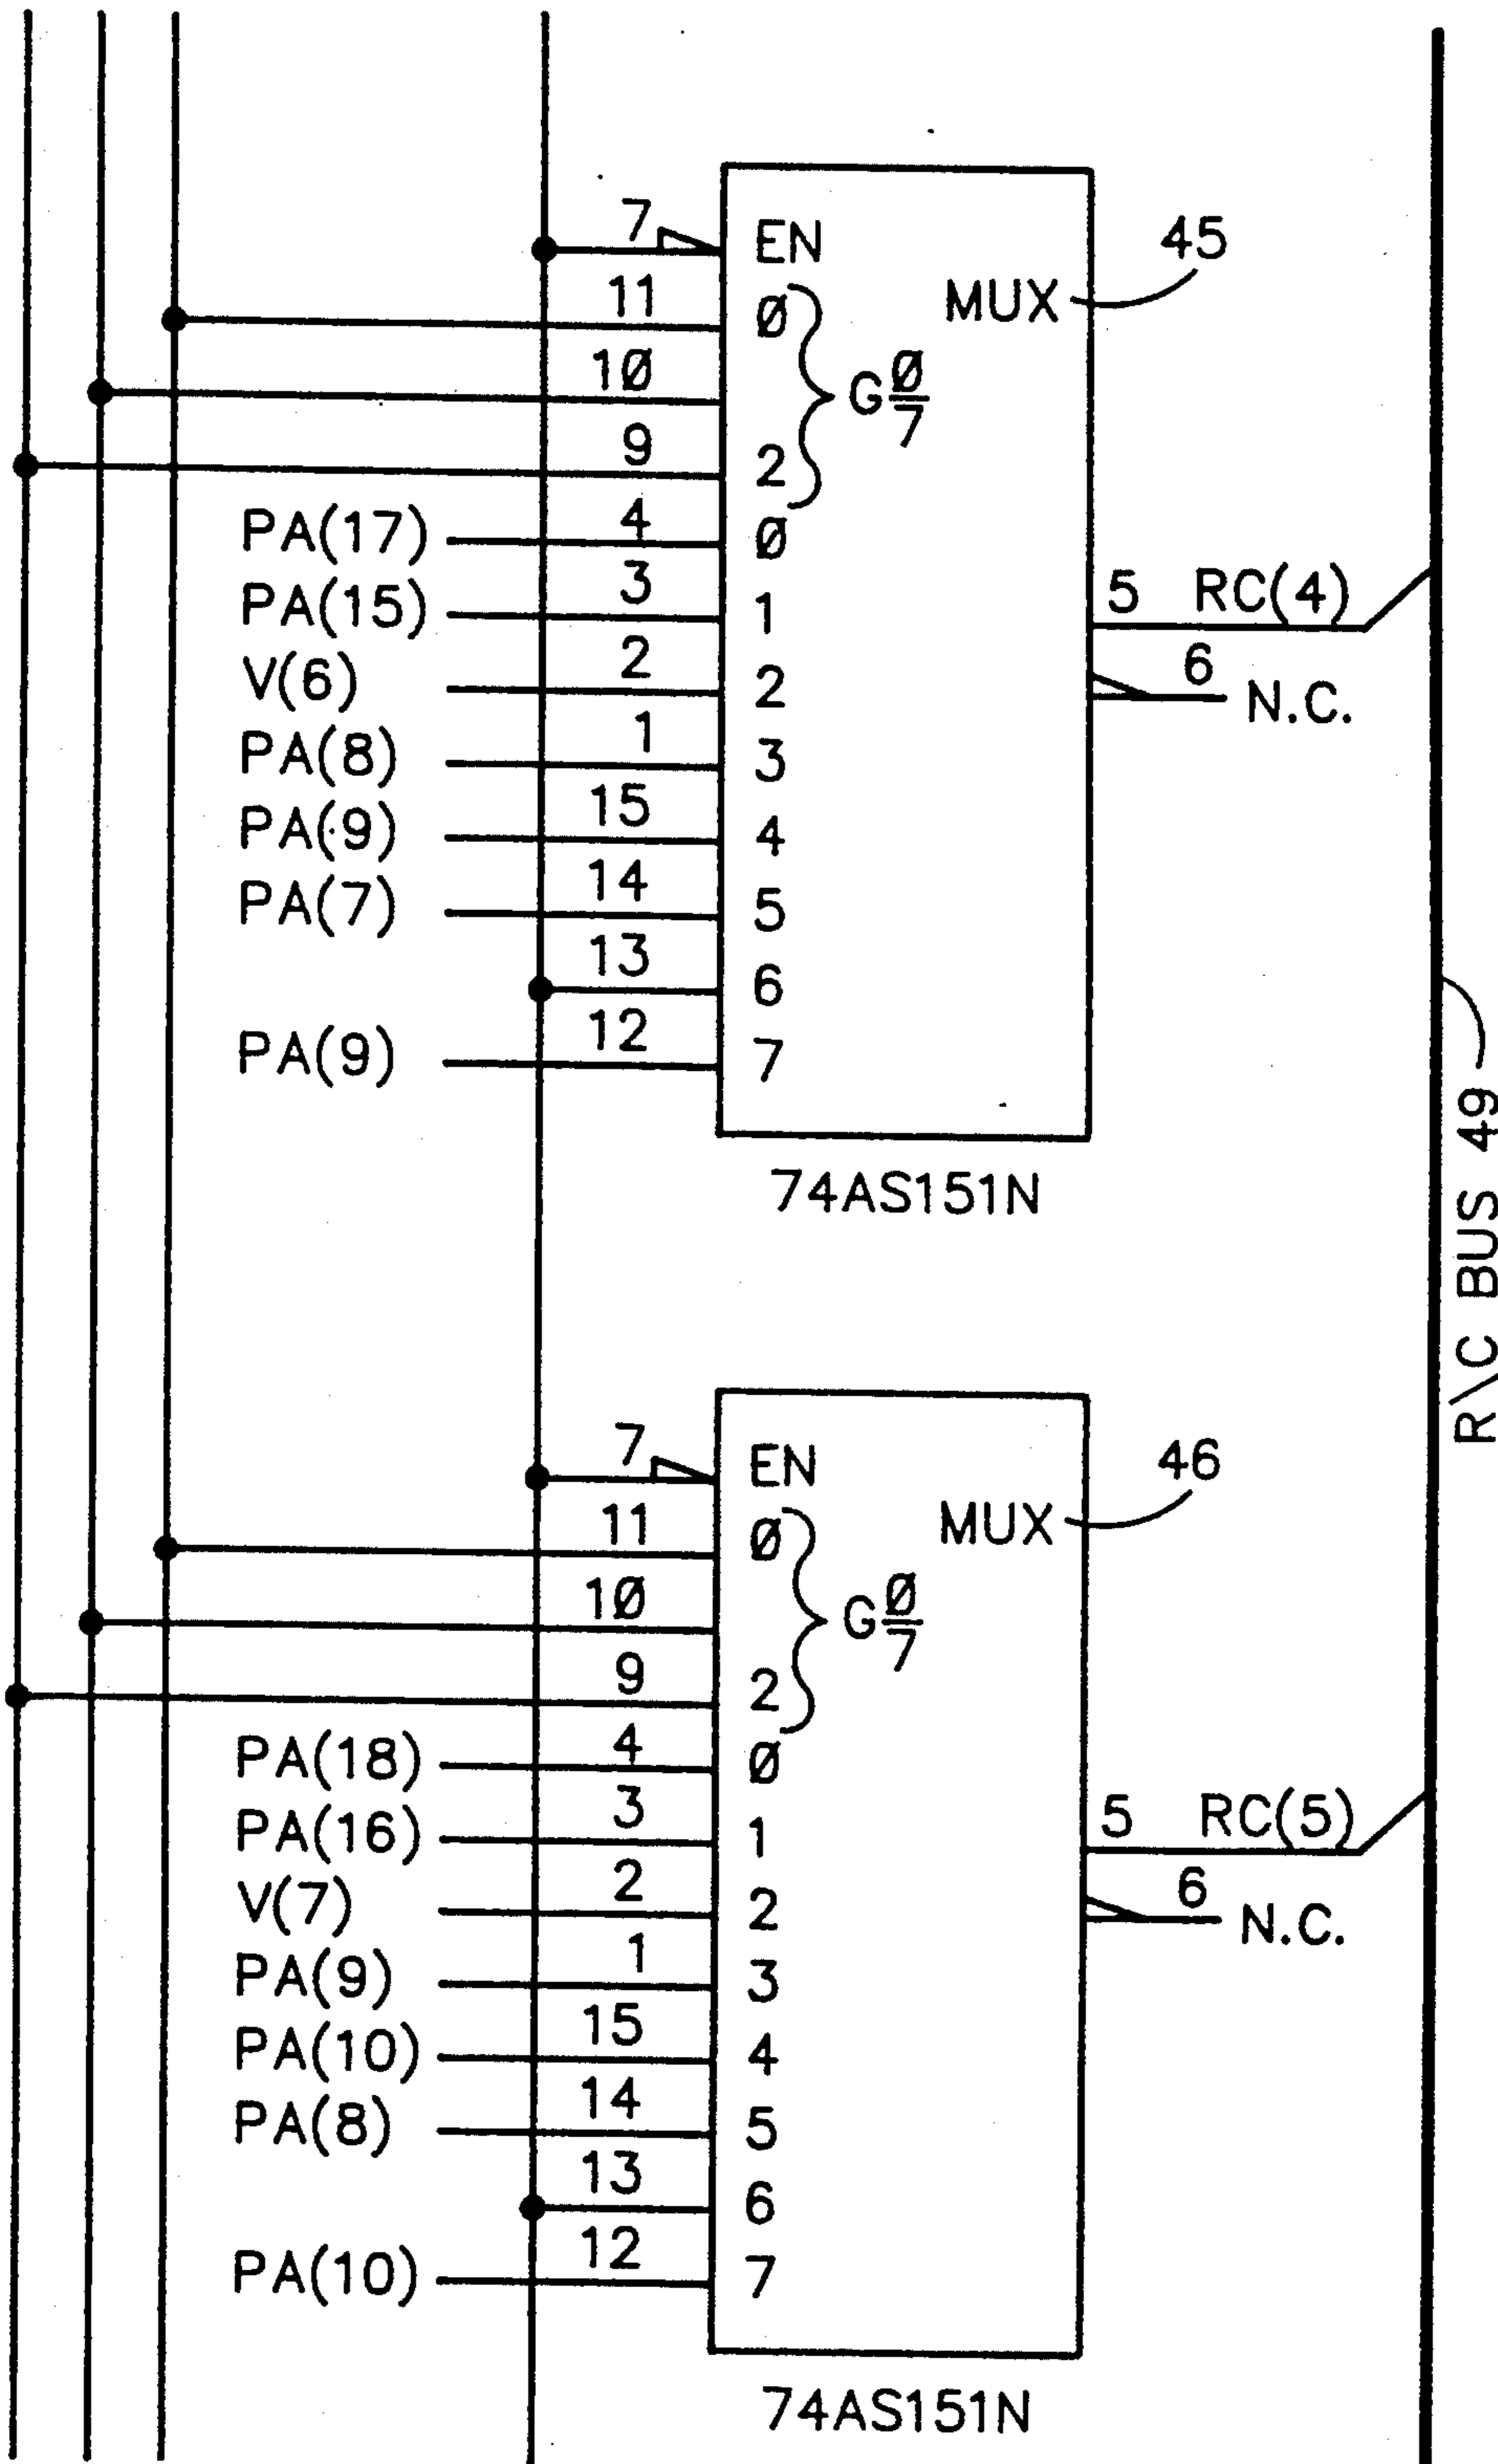 7 EN
45
11 Ø MUX
10 GØ/7
9 2
PA(17) 4 Ø
PA(15) 3 1 5 RC(4)
V(6) 2 2 6 N.C.
PA(8) 1 3
PA(9) 15 4
PA(7) 14 5
13 6
PA(9) 12 7
74AS151N
R\C BUS 49
7 EN
46
11 Ø MUX
1Ø GØ/7
9 2
PA(18) 4 Ø
PA(16) 3 1 5 RC(5)
V(7) 2 2 6 N.C.
PA(9) 1 3
PA(10) 15 4
PA(8) 14 5
13 6
PA(10) 12 7
74AS151N